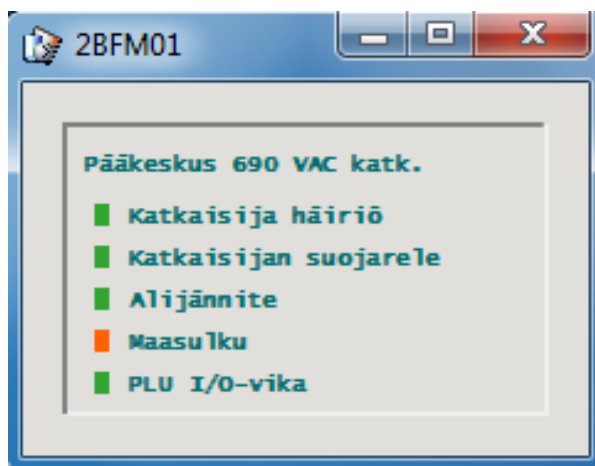 2BFM01
Pääkeskus 690 VAC katk.
Katkaisija häiriö
Katkaisijan suojarele
Alijännite
Maasulku
PLU I/O-vika